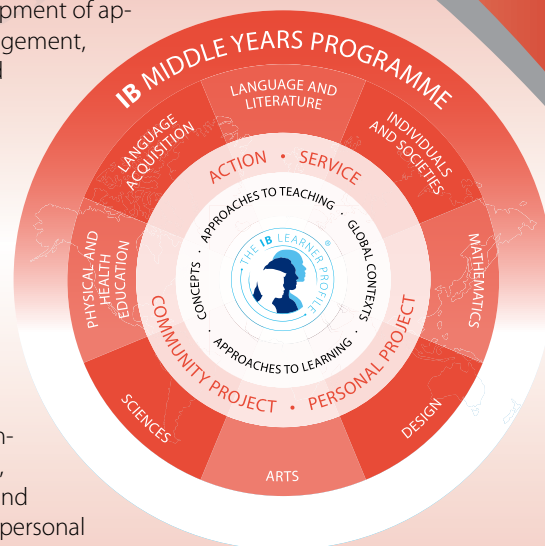 pment of ap-
gement,
IB MIDDLE YEARS PROGRAMME
LANGUAGE AND
LITERATURE
INDIVIDUALS
AND SOCIETIES
MATHEMATICS
DESIGN
ARTS
SCIENCES
PHYSICAL AND
HEALTH
EDUCATION
LANGUAGE
ACQUISITION
ACTION • SERVICE
PERSONAL PROJECT
COMMUNITY PROJECT •
APPROACHES TO TEACHING ·
GLOBAL CONTEXTS ·
APPROACHES TO LEARNING ·
CONCEPTS ·
THE IB LEARNER PROFILE ®
nd
personal